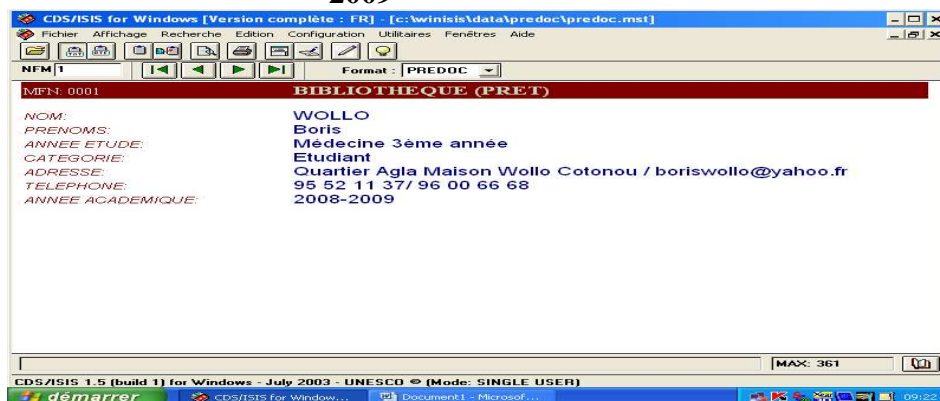 2009
CDS/ISIS for Windows [Version complète : FR] - [c:\winisis\data\predoc\predoc.mst]
Fichier Affichage Recherche Edition Configuration Utilitaires Fenêtres Aide
NFM 1 Format : PREDOC
MFN: 0001 BIBLIOTHEQUE (PRET)
NOM: WOLLO
PRENOMS: Boris
ANNEE ETUDE: Médecine 3ème année
CATEGORIE: Etudiant
ADRESSE: Quartier Agla Maison Wollo Cotonou / boriswollo@yahoo.fr
TELEPHONE: 95 52 11 37/ 96 00 66 68
ANNEE ACADEMIQUE: 2008-2009
MAX: 361
CDS/ISIS 1.5 (build 1) for Windows - July 2003 - UNESCO © (Mode: SINGLE USER)
démarrer CDS/ISIS for Window... Document1 - Microsof... 09:22